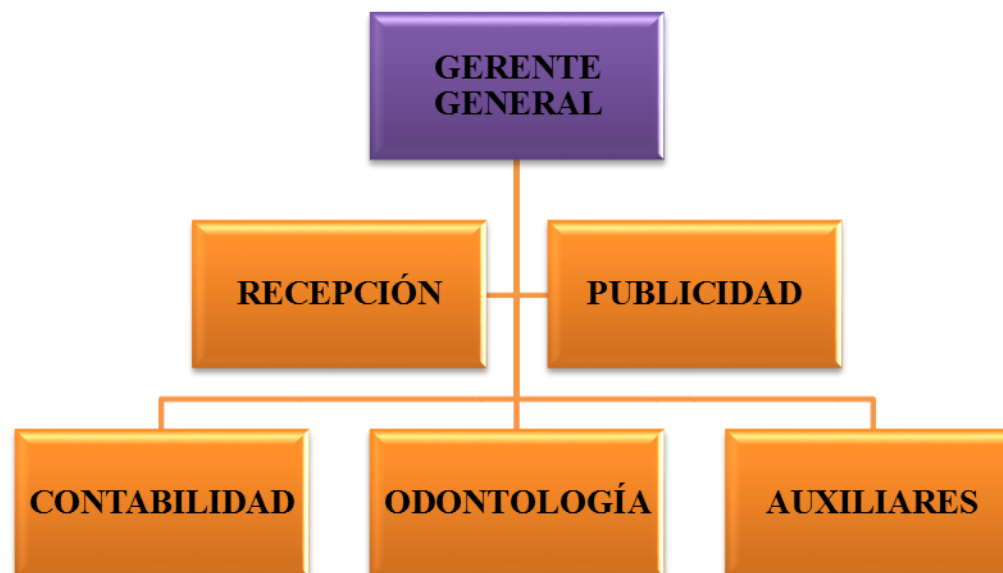 GERENTE
GENERAL
RECEPCIÓN
PUBLICIDAD
CONTABILIDAD
ODONTOLOGÍA
AUXILIARES